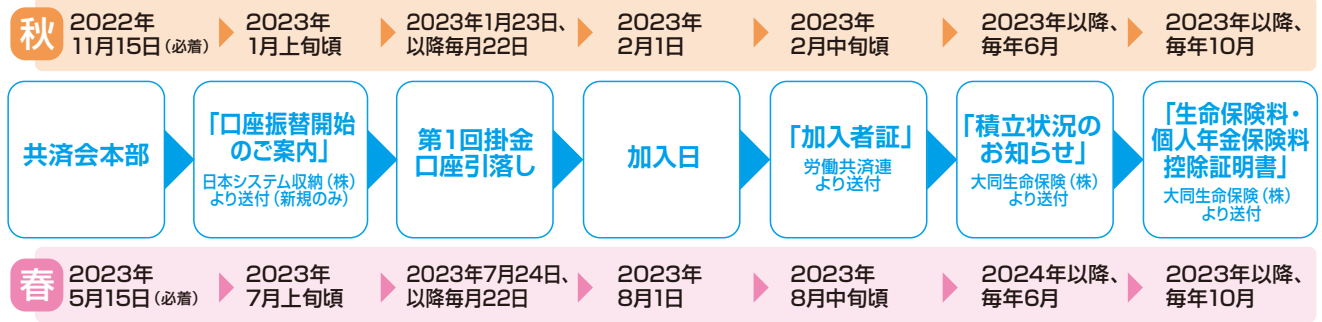 秋
2022年
11月15日(必着)
2023年
1月上旬頃
2023年1月23日、
以降毎月22日
2023年
2月1日
2023年
2月中旬頃
2023年以降、
毎年6月
2023年以降、
毎年10月
共済会本部
「口座振替開始
のご案内」
日本システム収納(株)
より送付(新規のみ)
第1回掛金
口座引落し
加入日
「加入者証」
労働共済連
より送付
「積立状況の
お知らせ」
大同生命保険(株)
より送付
「生命保険料・
個人年金保険料
控除証明書」
大同生命保険(株)
より送付
春
2023年
5月15日(必着)
2023年
7月上旬頃
2023年7月24日、
以降毎月22日
2023年
8月1日
2023年
8月中旬頃
2024年以降、
毎年6月
2023年以降、
毎年10月